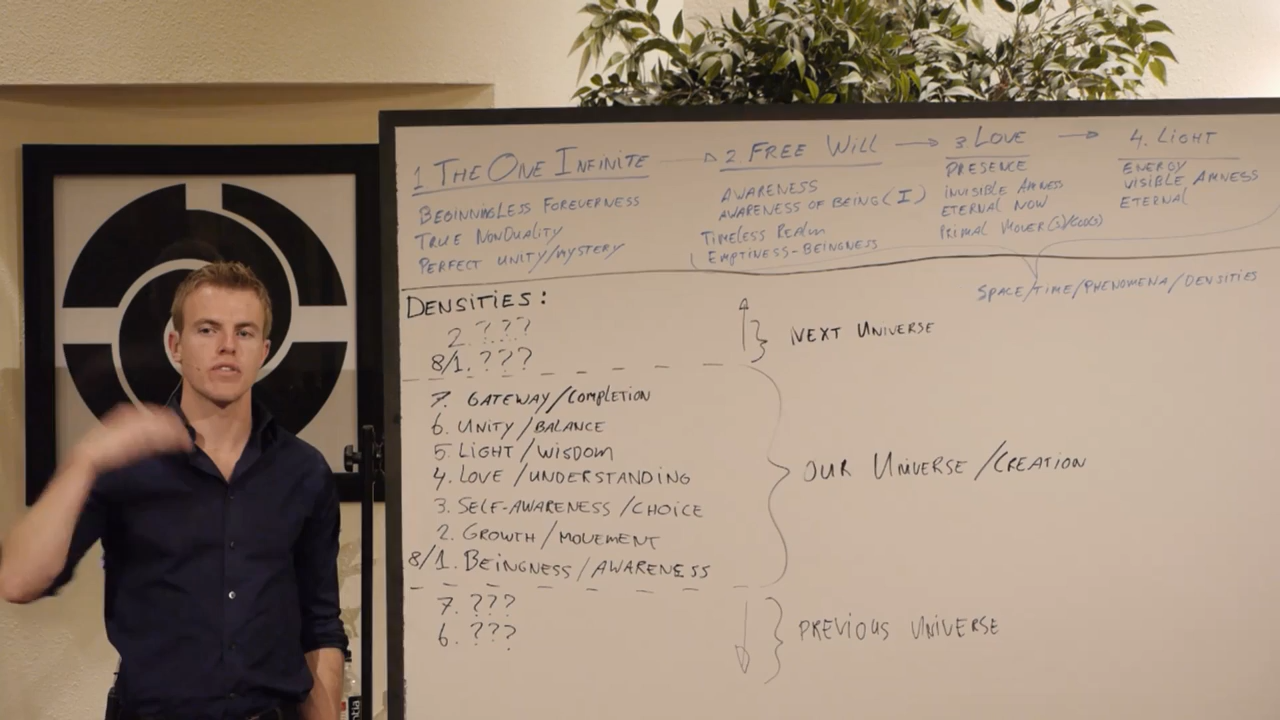 1 THE ONE INFINITE
BEGINNINGLESS FOREVERNESS
TRUE NONDUALITY
PERFECT UNITY/MYSTERY
2 FREE WILL
AWARENESS
AWARENESS OF BEING (I)
TIMELESS REALM
EMPTINESS-BEINGNESS
3. LOVE
PRESENCE
INVISIBLE AMNESS
ETERNAL NOW
PRIMAL MOVER(S)/GOD(S)
4. LIGHT
ENERGY
VISIBLE AMNESS
ETERNAL
SPACE/TIME/PHENOMENA/DENSITIES
DENSITIES:
2. ???
8/1. ???
NEXT UNIVERSE
7. GATEWAY/COMPLETION
6. UNITY/BALANCE
5. LIGHT/WISDOM
4. LOVE/UNDERSTANDING
3. SELF-AWARENESS/CHOICE
2. GROWTH/MOVEMENT
8/1. BEINGNESS/AWARENESS
OUR UNIVERSE/CREATION
7. ???
6. ???
PREVIOUS UNIVERSE